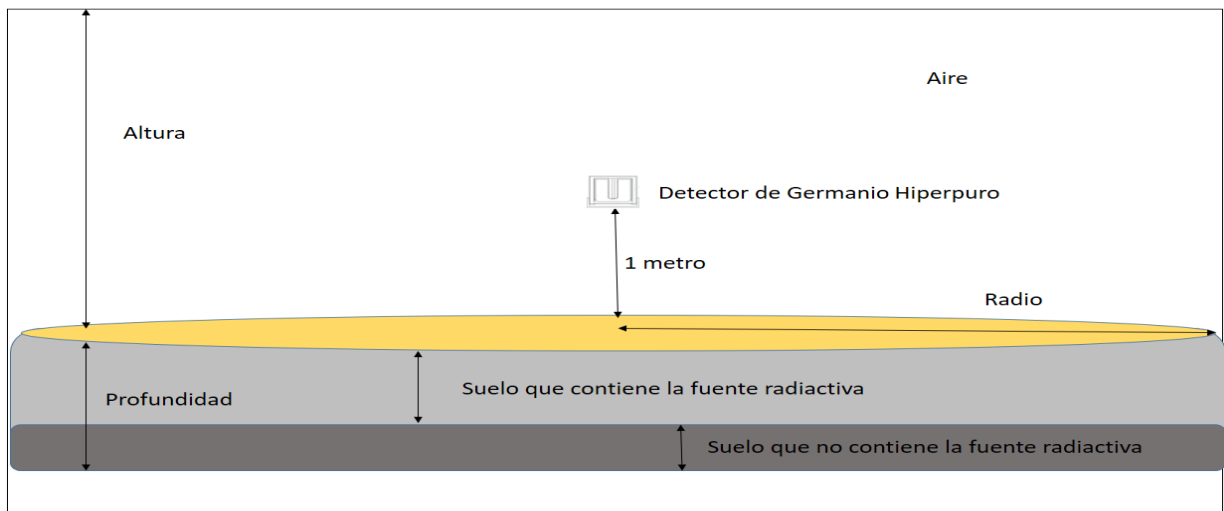 Aire
Altura
Detector de Germanio Hiperpuro
1 metro
Radio
Suelo que contiene la fuente radiactiva
Profundidad
Suelo que no contiene la fuente radiactiva